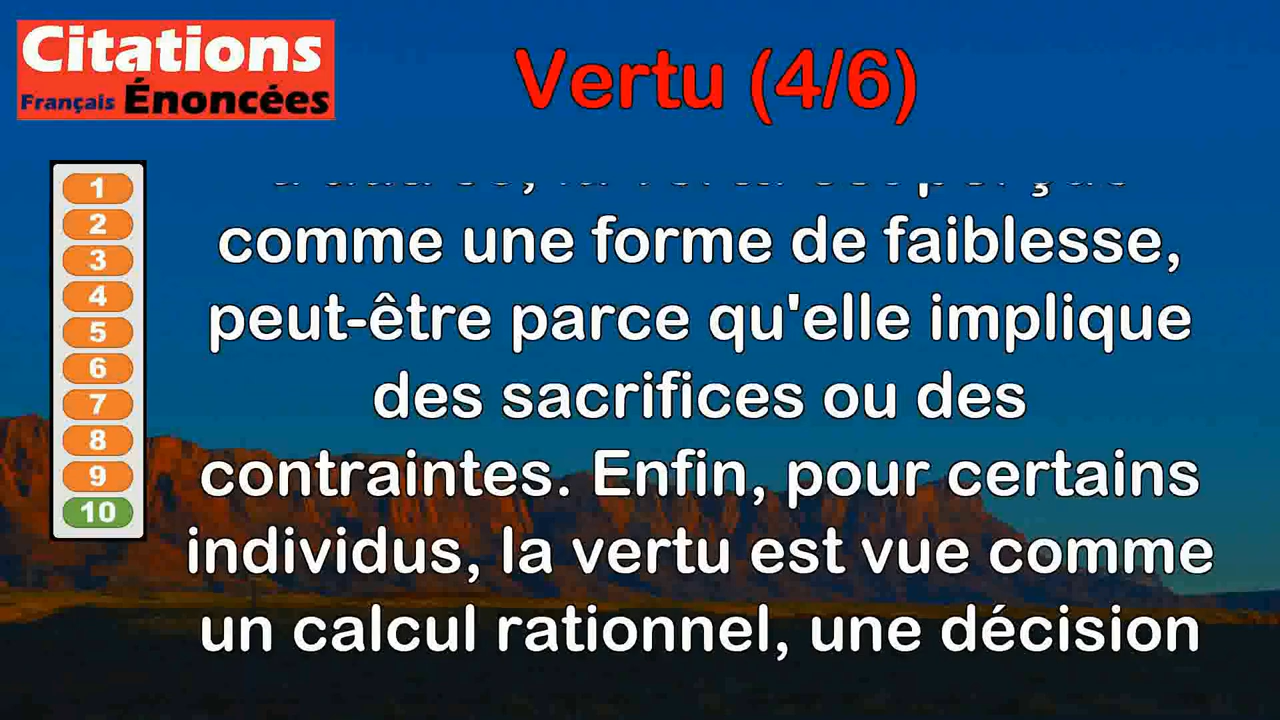 Citations
Français Énoncées
Vertu (4/6)
1
2
3
4
5
6
7
8
9
10
comme une forme de faiblesse,
peut-être parce qu'elle implique
des sacrifices ou des
contraintes. Enfin, pour certains
individus, la vertu est vue comme
un calcul rationnel, une décision